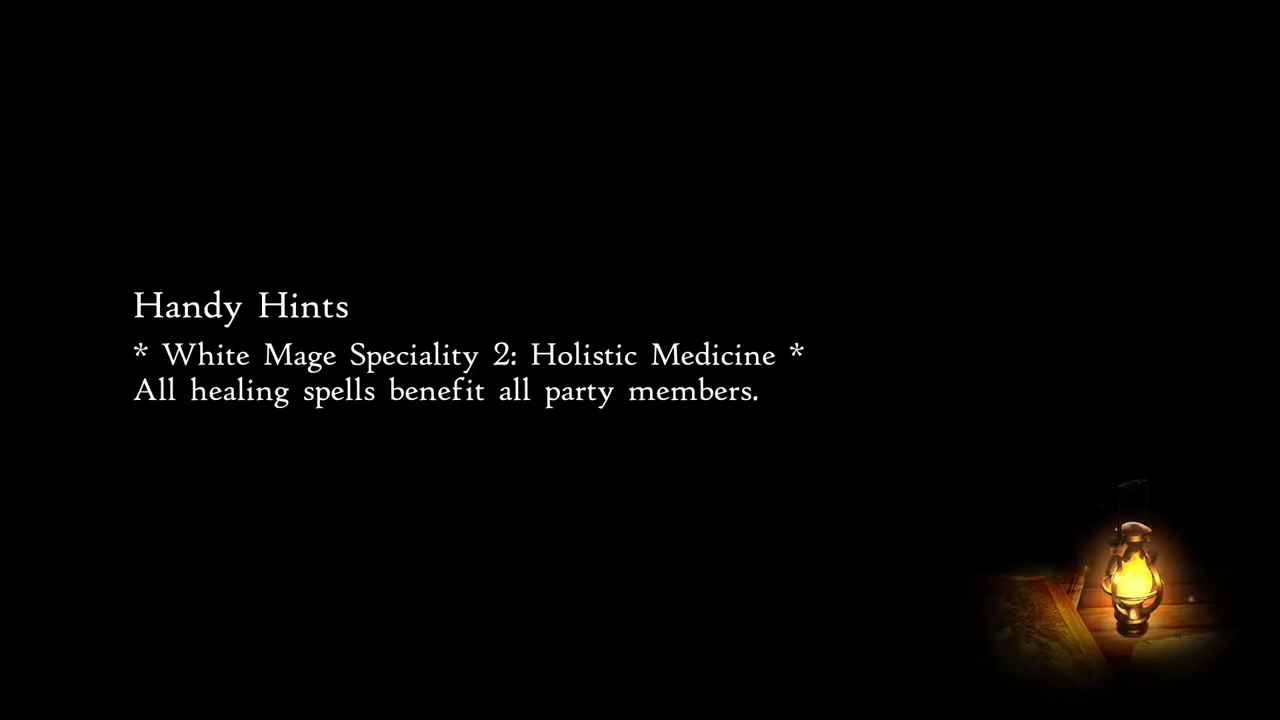 Handy Hints
* White Mage Speciality 2: Holistic Medicine *
All healing spells benefit all party members.